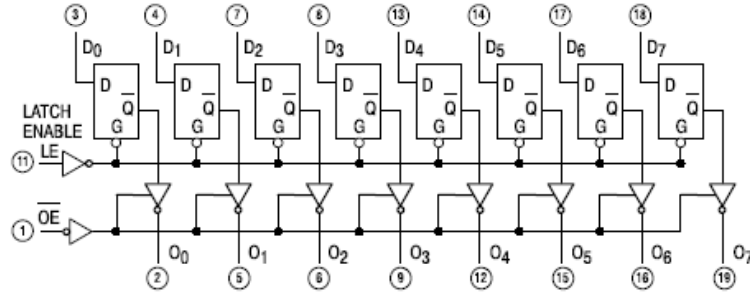 3 4 7 8 13 14 17 18
D0 D1 D2 D3 D4 D5 D6 D7
D D D D D D D D
Q Q Q Q Q Q Q Q
G G G G G G G G
LATCH
ENABLE
11 LE
1 OE
O0 O1 O2 O3 O4 O5 O6 O7
2 5 6 9 12 15 16 19